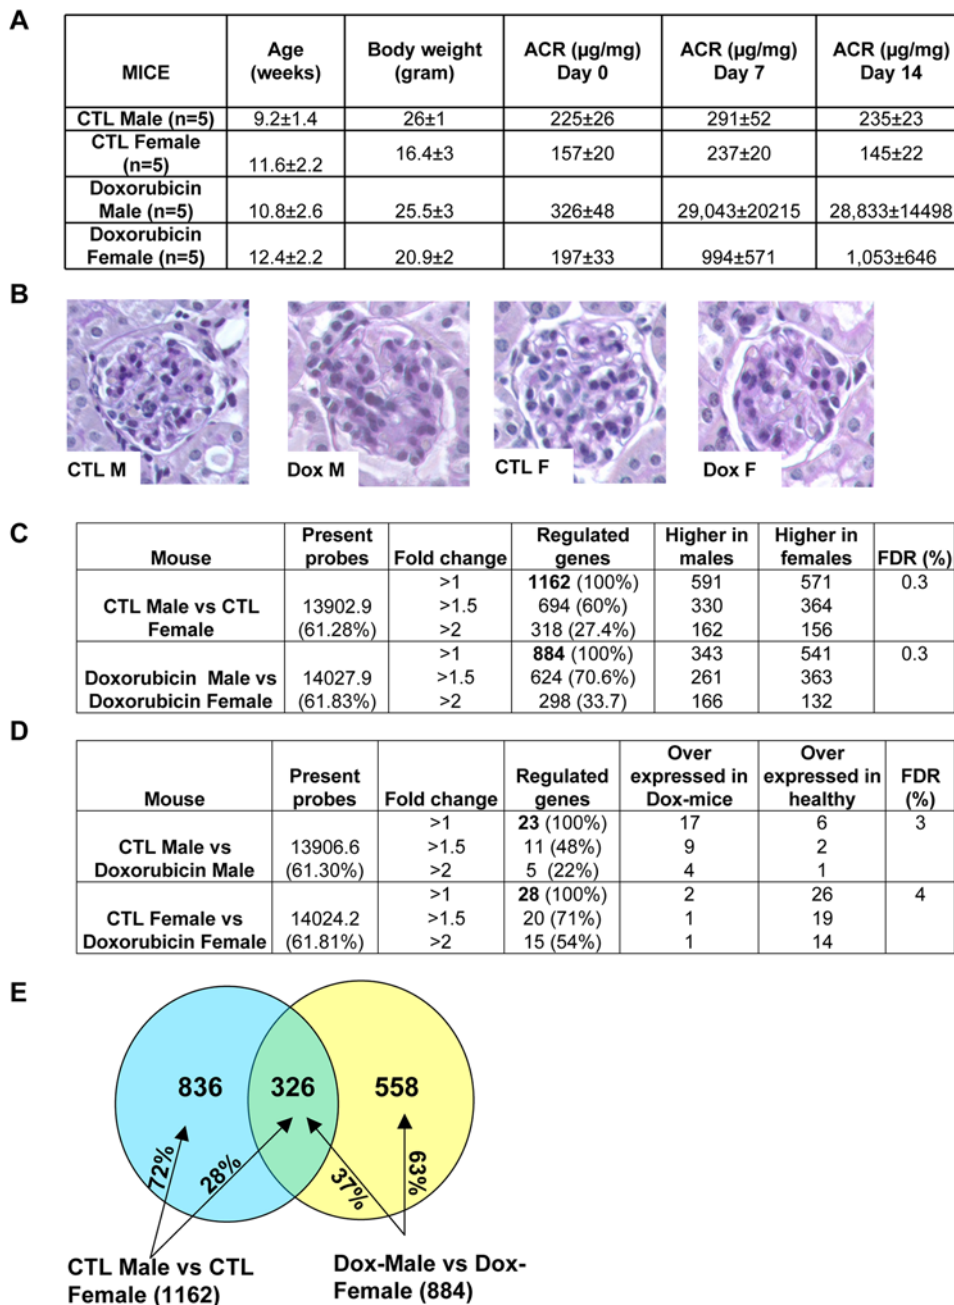 A
MICE Age (weeks) Body weight (gram) ACR (µg/mg) Day 0 ACR (µg/mg) Day 7 ACR (µg/mg) Day 14
CTL Male (n=5) 9.2±1.4 26±1 225±26 291±52 235±23
CTL Female (n=5) 11.6±2.2 16.4±3 157±20 237±20 145±22
Doxorubicin Male (n=5) 10.8±2.6 25.5±3 326±48 29,043±20215 28,833±14498
Doxorubicin Female (n=5) 12.4±2.2 20.9±2 197±33 994±571 1,053±646
B
CTL M Dox M CTL F Dox F
C
Mouse Present probes Fold change Regulated genes Higher in males Higher in females FDR (%)
CTL Male vs CTL Female 13902.9 (61.28%) >1 1162 (100%) 591 571 0.3
>1.5 694 (60%) 330 364
>2 318 (27.4%) 162 156
Doxorubicin Male vs Doxorubicin Female 14027.9 (61.83%) >1 884 (100%) 343 541 0.3
>1.5 624 (70.6%) 261 363
>2 298 (33.7) 166 132
D
Mouse Present probes Fold change Regulated genes Over expressed in Dox-mice Over expressed in healthy FDR (%)
CTL Male vs Doxorubicin Male 13906.6 (61.30%) >1 23 (100%) 17 6 3
>1.5 11 (48%) 9 2
>2 5 (22%) 4 1
CTL Female vs Doxorubicin Female 14024.2 (61.81%) >1 28 (100%) 2 26 4
>1.5 20 (71%) 1 19
>2 15 (54%) 1 14
E
836 326 558
72% 28% 37% 63%
CTL Male vs CTL
Female (1162)
Dox-Male vs Dox-
Female (884)